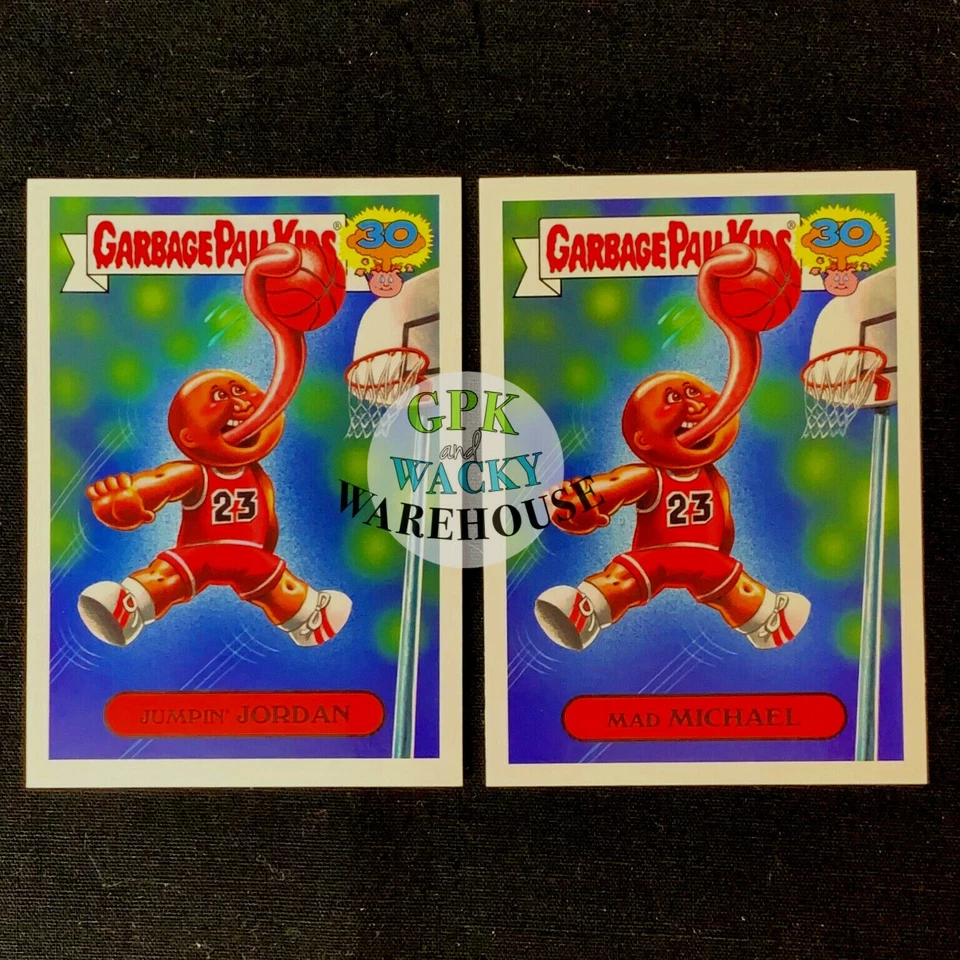 GARBAGE PAIL KIDS®
30
23
JUMPIN' JORDAN
GARBAGE PAIL KIDS®
30
23
MAD MICHAEL
GPK
and
WACKY
WAREHOUSE